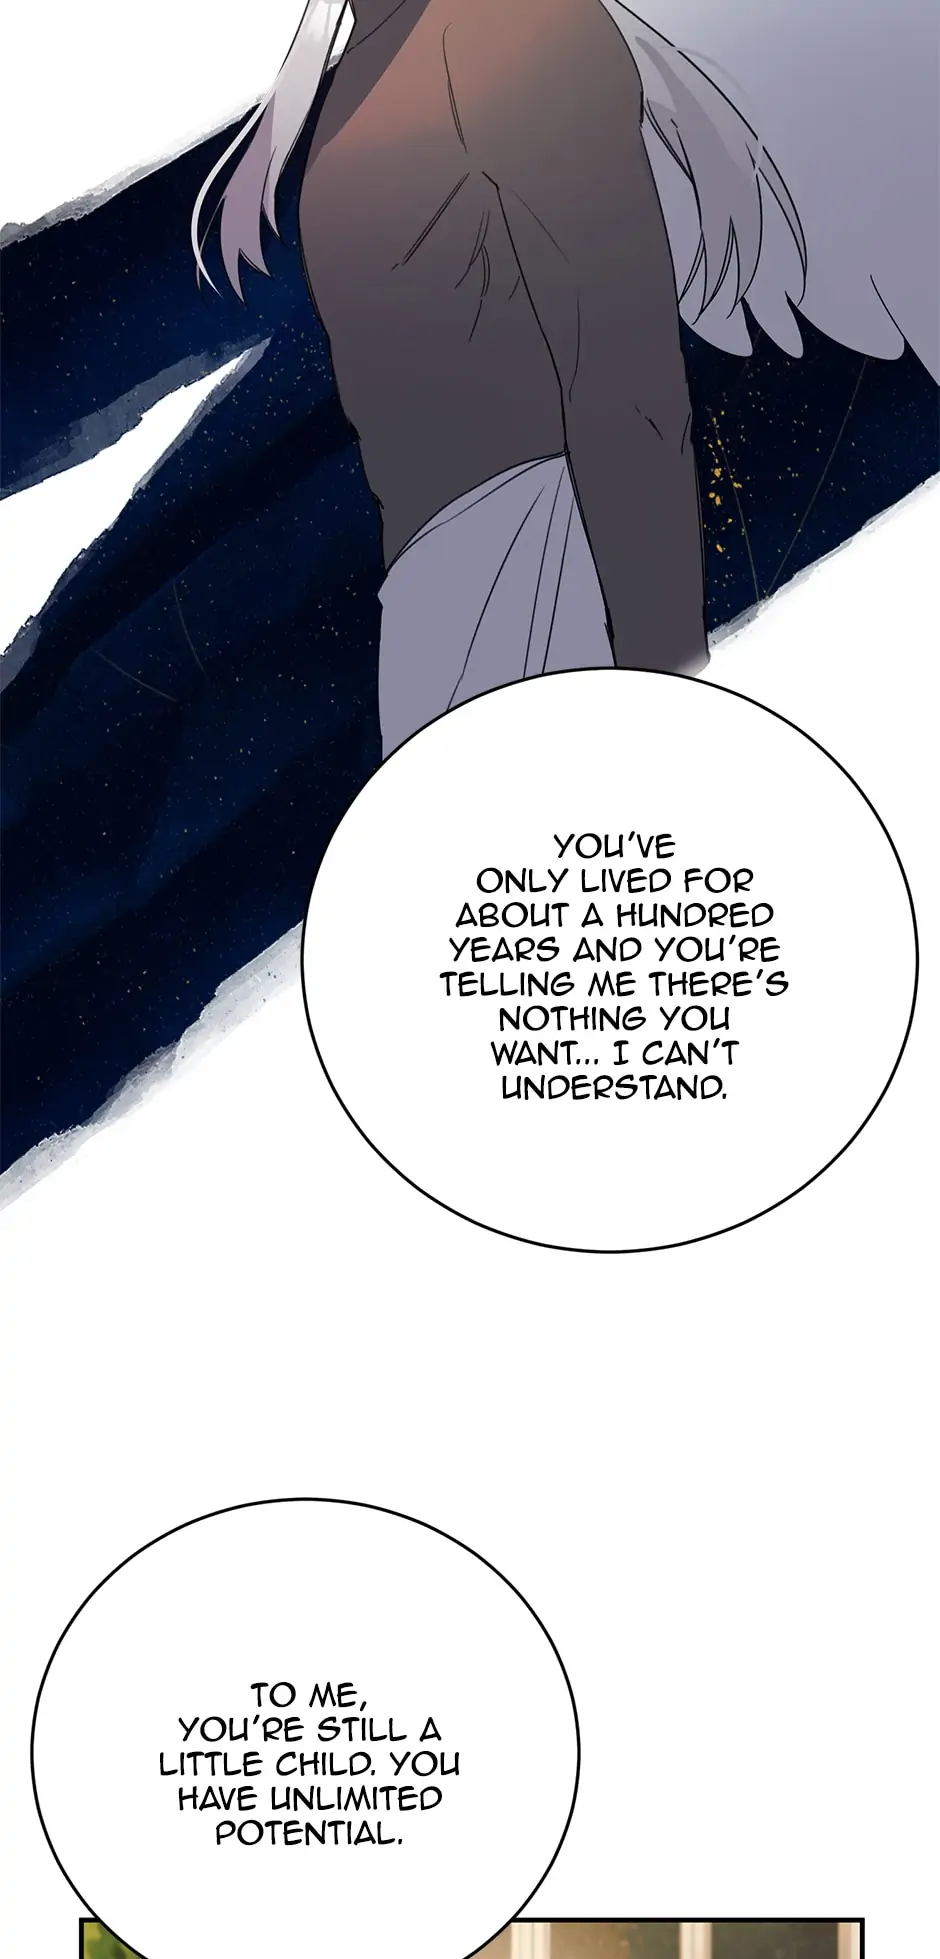 YOU'VE
ONLY LIVED FOR
ABOUT A HUNDRED
YEARS AND YOU'RE
TELLING ME THERE'S
NOTHING YOU
WANT... I CAN'T
UNDERSTAND.
TO ME,
YOU'RE STILL A
LITTLE CHILD. YOU
HAVE UNLIMITED
POTENTIAL.